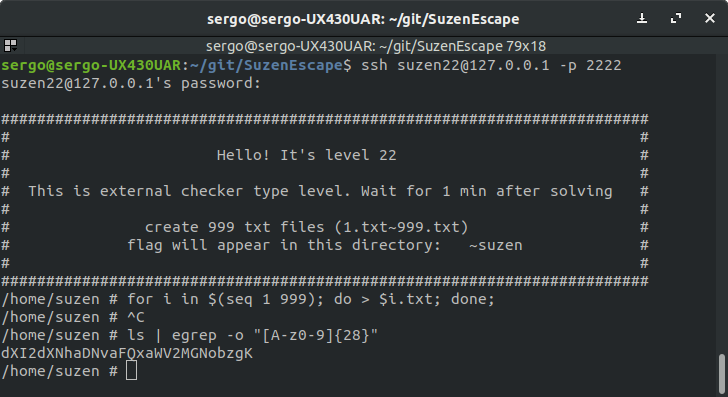 sergo@sergo-UX430UAR: ~/git/SuzenEscape
sergo@sergo-UX430UAR: ~/git/SuzenEscape 79x18
sergo@sergo-UX430UAR:~/git/SuzenEscape$ ssh suzen22@127.0.0.1 -p 2222
suzen22@127.0.0.1's password:
########################################################################
#                                                                      #
#                       Hello! It's level 22                           #
#                                                                      #
#  This is external checker type level. Wait for 1 min after solving   #
#                                                                      #
#               create 999 txt files (1.txt~999.txt)                   #
#             flag will appear in this directory:   ~suzen             #
#                                                                      #
########################################################################
/home/suzen # for i in $(seq 1 999); do > $i.txt; done;
/home/suzen # ^C
/home/suzen # ls | egrep -o "[A-z0-9]{28}"
dXI2dXNhaDNvaFQxaWV2MGNobzgK
/home/suzen #